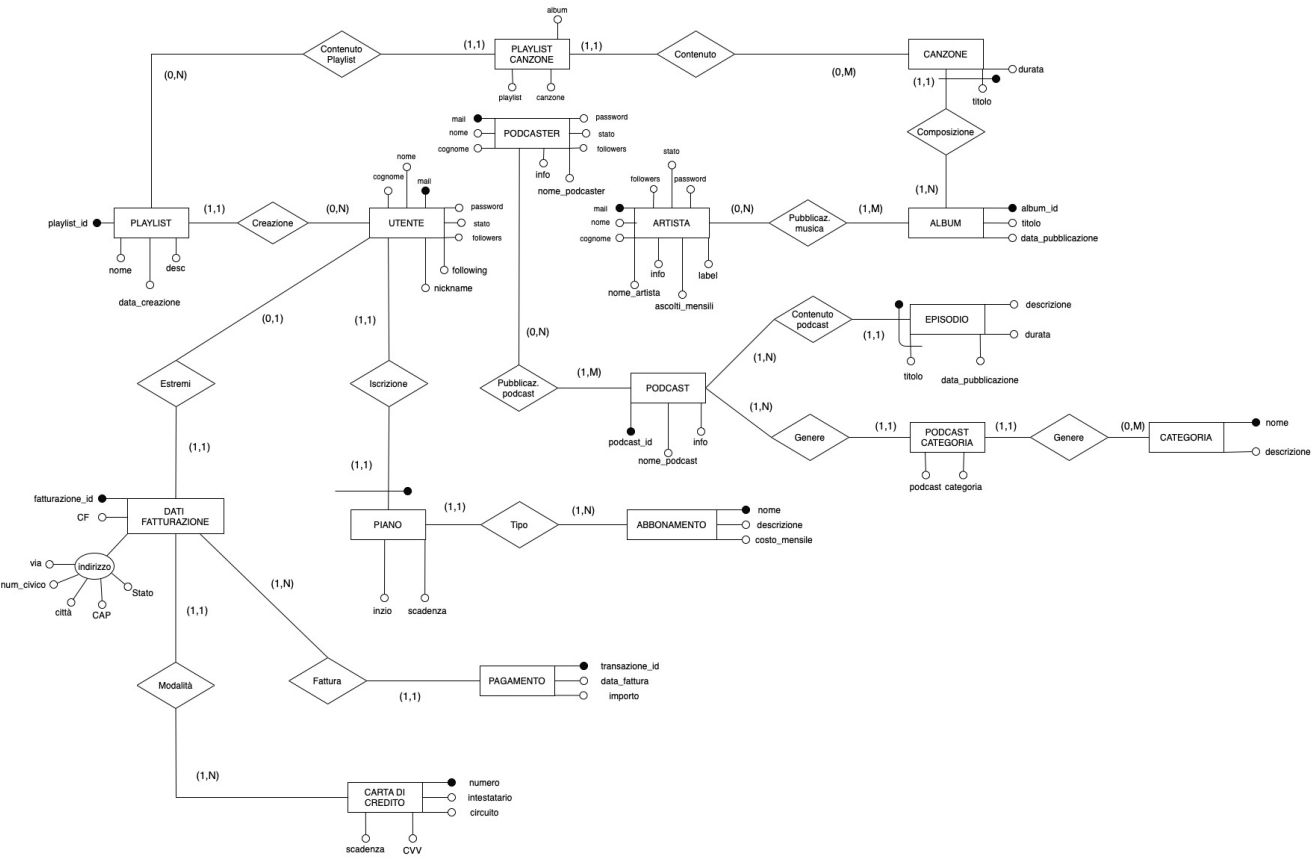 album
Contenuto
Playlist
(1,1)
PLAYLIST
CANZONE
(1,1)
Contenuto
CANZONE
(0,N)
(0,M)
durata
(1,1)
titolo
playlist
canzone
mail
password
nome
PODCASTER
stato
cognome
followers
info
nome_podcaster
Composizione
(1,N)
nome
cognome
mail
password
stato
followers
following
nickname
UTENTE
playlist_id
PLAYLIST
(1,1)
Creazione
(0,N)
nome
desc
data_creazione
stato
followers
password
mail
nome
cognome
ARTISTA
(0,N)
Pubblicaz.
musica
(1,M)
ALBUM
album_id
titolo
data_pubblicazione
info
label
nome_artista
ascolti_mensili
(0,1)
(1,1)
(0,N)
Estremi
Iscrizione
Pubblicaz.
podcast
(1,M)
PODCAST
podcast_id
info
nome_podcast
Contenuto
podcast
(1,1)
(1,N)
EPISODIO
descrizione
durata
titolo
data_pubblicazione
(1,N)
Genere
(1,1)
PODCAST
CATEGORIA
(1,1)
Genere
(0,M)
CATEGORIA
nome
descrizione
podcast
categoria
(1,1)
(1,1)
fatturazione_id
CF
DATI
FATTURAZIONE
PIANO
(1,1)
Tipo
(1,N)
ABBONAMENTO
nome
descrizione
costo_mensile
via
indirizzo
num_civico
città
CAP
Stato
inzio
scadenza
(1,1)
(1,N)
Modalità
Fattura
(1,1)
PAGAMENTO
transazione_id
data_fattura
importo
(1,N)
CARTA DI
CREDITO
numero
intestatario
circuito
scadenza
CVV